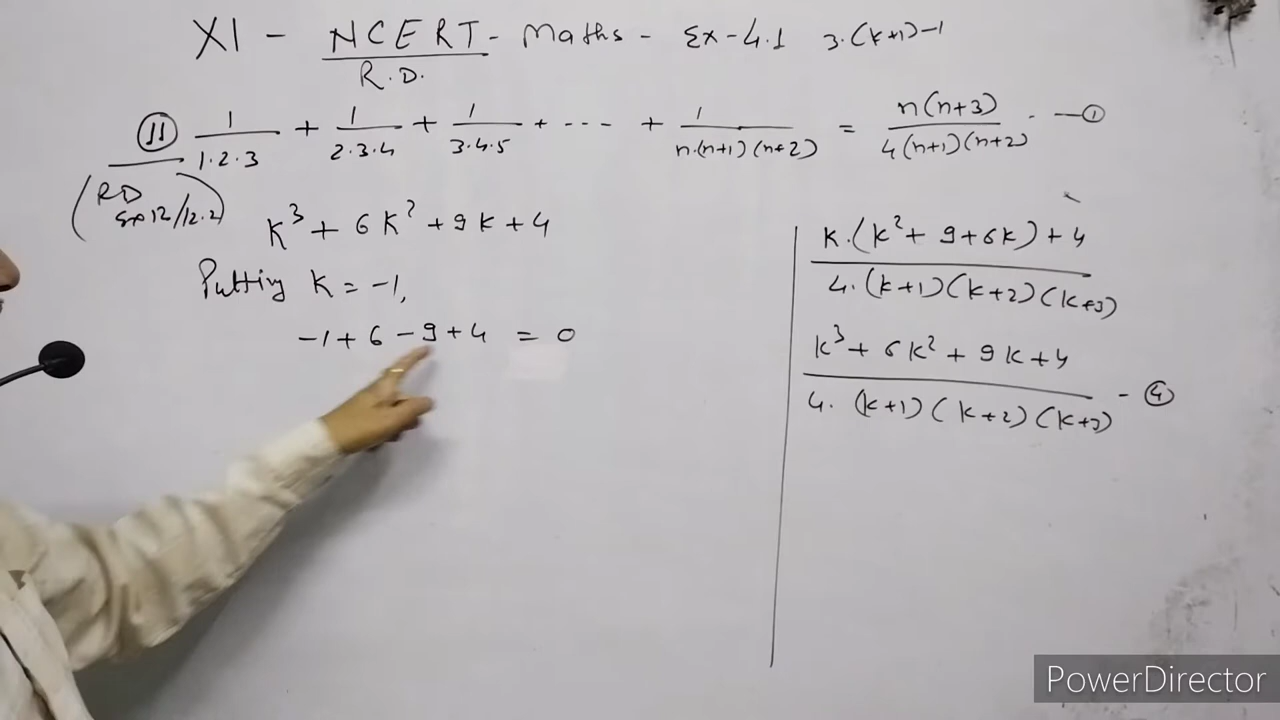 XI - NCERT - Maths - Ex-4.1 3.(k+1)-1
R.D.
(11) 1/1.2.3 + 1/2.3.4 + 1/3.4.5 + .... + 1/n.(n+1)(n+2) = n(n+3)/4(n+1)(n+2) . —(1)
(RD
12/12.2)
k³ + 6k² + 9k + 4
Putting k = -1,
-1 + 6 - 9 + 4 = 0
k.(k² + 9 + 6k) + 4
4.(k+1)(k+2)(k+3)
k³ + 6k² + 9k + 4
4. (k+1)(k+2)(k+3) - (4)
PowerDirector